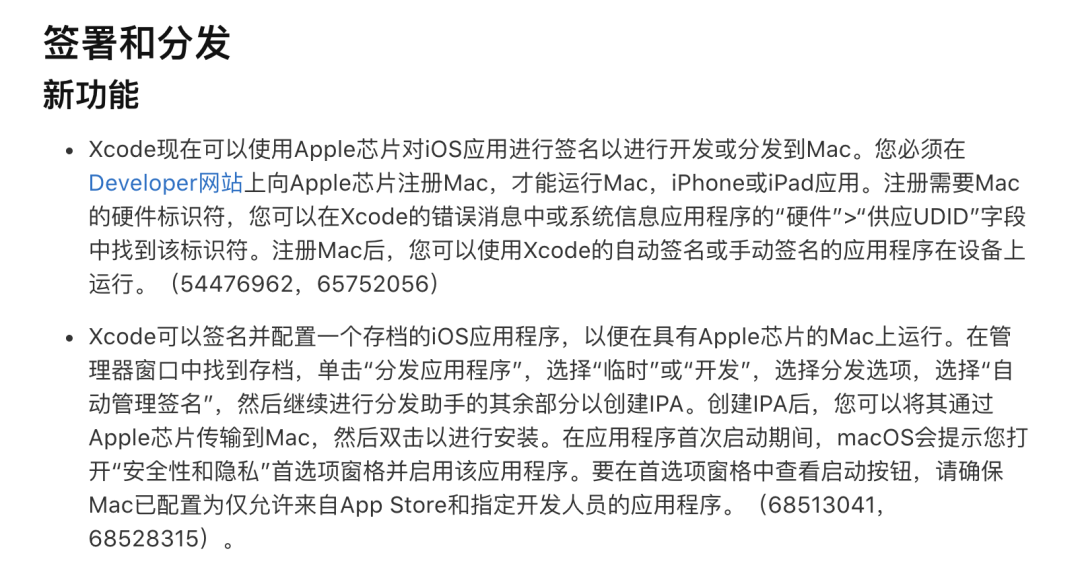 签署和分发
新功能
• Xcode现在可以使用Apple芯片对iOS应用进行签名以进行开发或分发到Mac。您必须在
Developer网站上向Apple芯片注册Mac，才能运行Mac，iPhone或iPad应用。注册需要Mac
的硬件标识符，您可以在Xcode的错误消息中或系统信息应用程序的“硬件”>“供应UDID”字段
中找到该标识符。注册Mac后，您可以使用Xcode的自动签名或手动签名的应用程序在设备上
运行。（54476962，65752056）
• Xcode可以签名并配置一个存档的iOS应用程序，以便在具有Apple芯片的Mac上运行。在管
理器窗口中找到存档，单击“分发应用程序”，选择“临时”或“开发”，选择分发选项，选择“自
动管理签名”，然后继续进行分发助手的其余部分以创建IPA。创建IPA后，您可以将其通过
Apple芯片传输到Mac，然后双击以进行安装。在应用程序首次启动期间，macOS会提示您打
开“安全性和隐私”首选项窗格并启用该应用程序。要在首选项窗格中查看启动按钮，请确保
Mac已配置为仅允许来自App Store和指定开发人员的应用程序。（68513041，
68528315）。